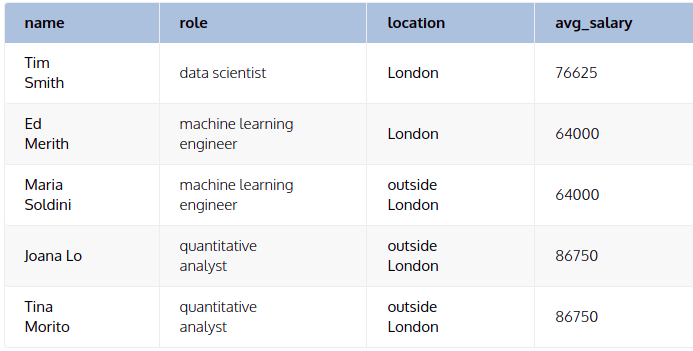 name role location avg_salary
Tim
Smith
data scientist London 76625
Ed
Merith
machine learning
engineer
London 64000
Maria
Soldini
machine learning
engineer
outside
London
64000
Joana Lo
quantitative
analyst
outside
London
86750
Tina
Morito
quantitative
analyst
outside
London
86750